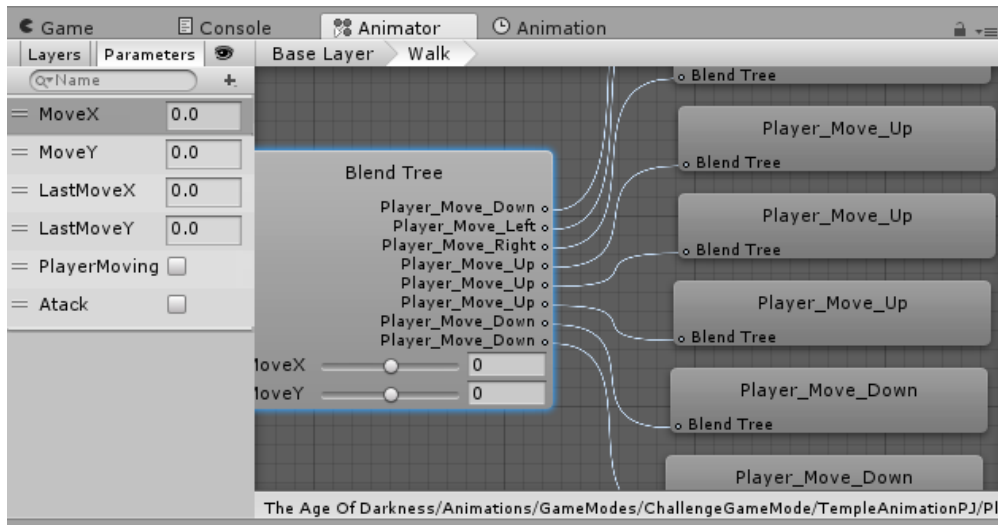 Game Console Animator Animation
Layers Parameters Base Layer Walk
Name
MoveX 0.0
MoveY 0.0
LastMoveX 0.0
LastMoveY 0.0
PlayerMoving
Atack
Blend Tree
Player_Move_Down
Player_Move_Left
Player_Move_Right
Player_Move_Up
Player_Move_Up
Player_Move_Up
Player_Move_Down
Player_Move_Down
MoveX 0
MoveY 0
Blend Tree
Player_Move_Up
Blend Tree
Player_Move_Up
Blend Tree
Player_Move_Up
Blend Tree
Player_Move_Down
Blend Tree
Player_Move_Down
The Age Of Darkness/Animations/GameModes/ChallengeGameMode/TempleAnimationPJ/Pl